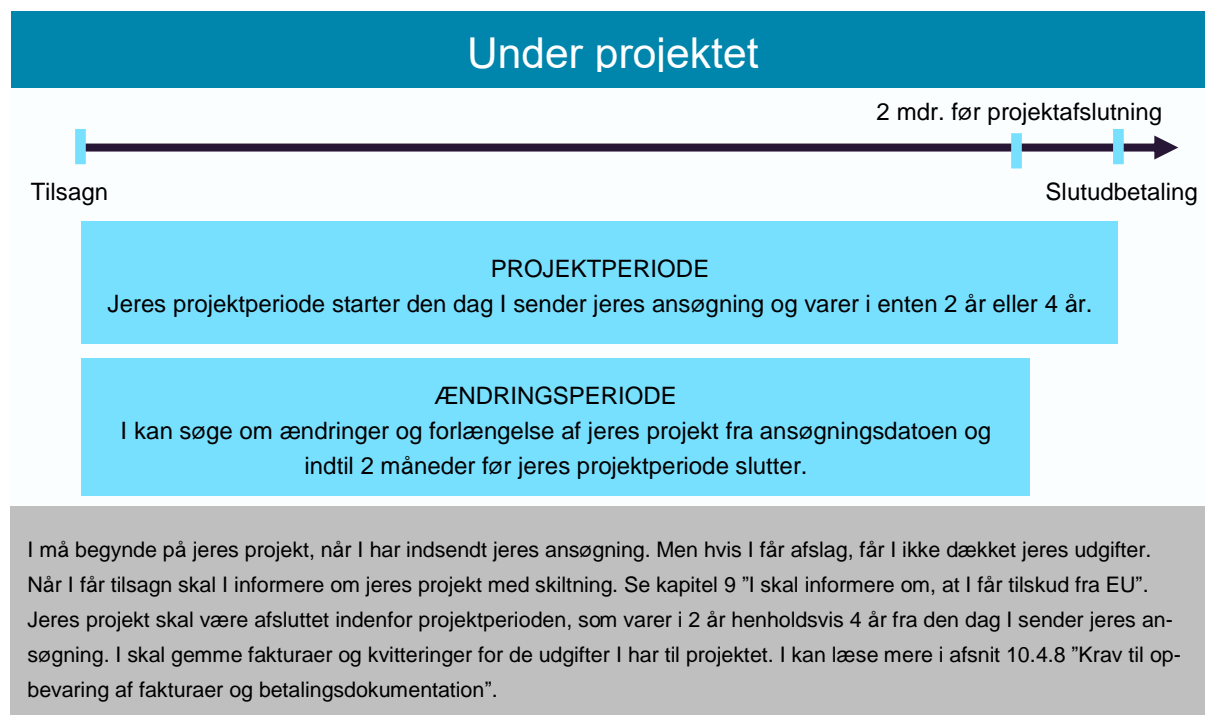 Under projektet
2 mdr. før projektafslutning
Tilsagn
Slutudbetaling
PROJEKTPERIODE
Jeres projektperiode starter den dag I sender jeres ansøgning og varer i enten 2 år eller 4 år.
ÆNDRINGSPERIODE
I kan søge om ændringer og forlængelse af jeres projekt fra ansøgningsdatoen og
indtil 2 måneder før jeres projektperiode slutter.
I må begynde på jeres projekt, når I har indsendt jeres ansøgning. Men hvis I får afslag, får I ikke dækket jeres udgifter.
Når I får tilsagn skal I informere om jeres projekt med skiltning. Se kapitel 9 ”I skal informere om, at I får tilskud fra EU”.
Jeres projekt skal være afsluttet indenfor projektperioden, som varer i 2 år henholdsvis 4 år fra den dag I sender jeres an-
søgning. I skal gemme fakturaer og kvitteringer for de udgifter I har til projektet. I kan læse mere i afsnit 10.4.8 ”Krav til op-
bevaring af fakturaer og betalingsdokumentation”.